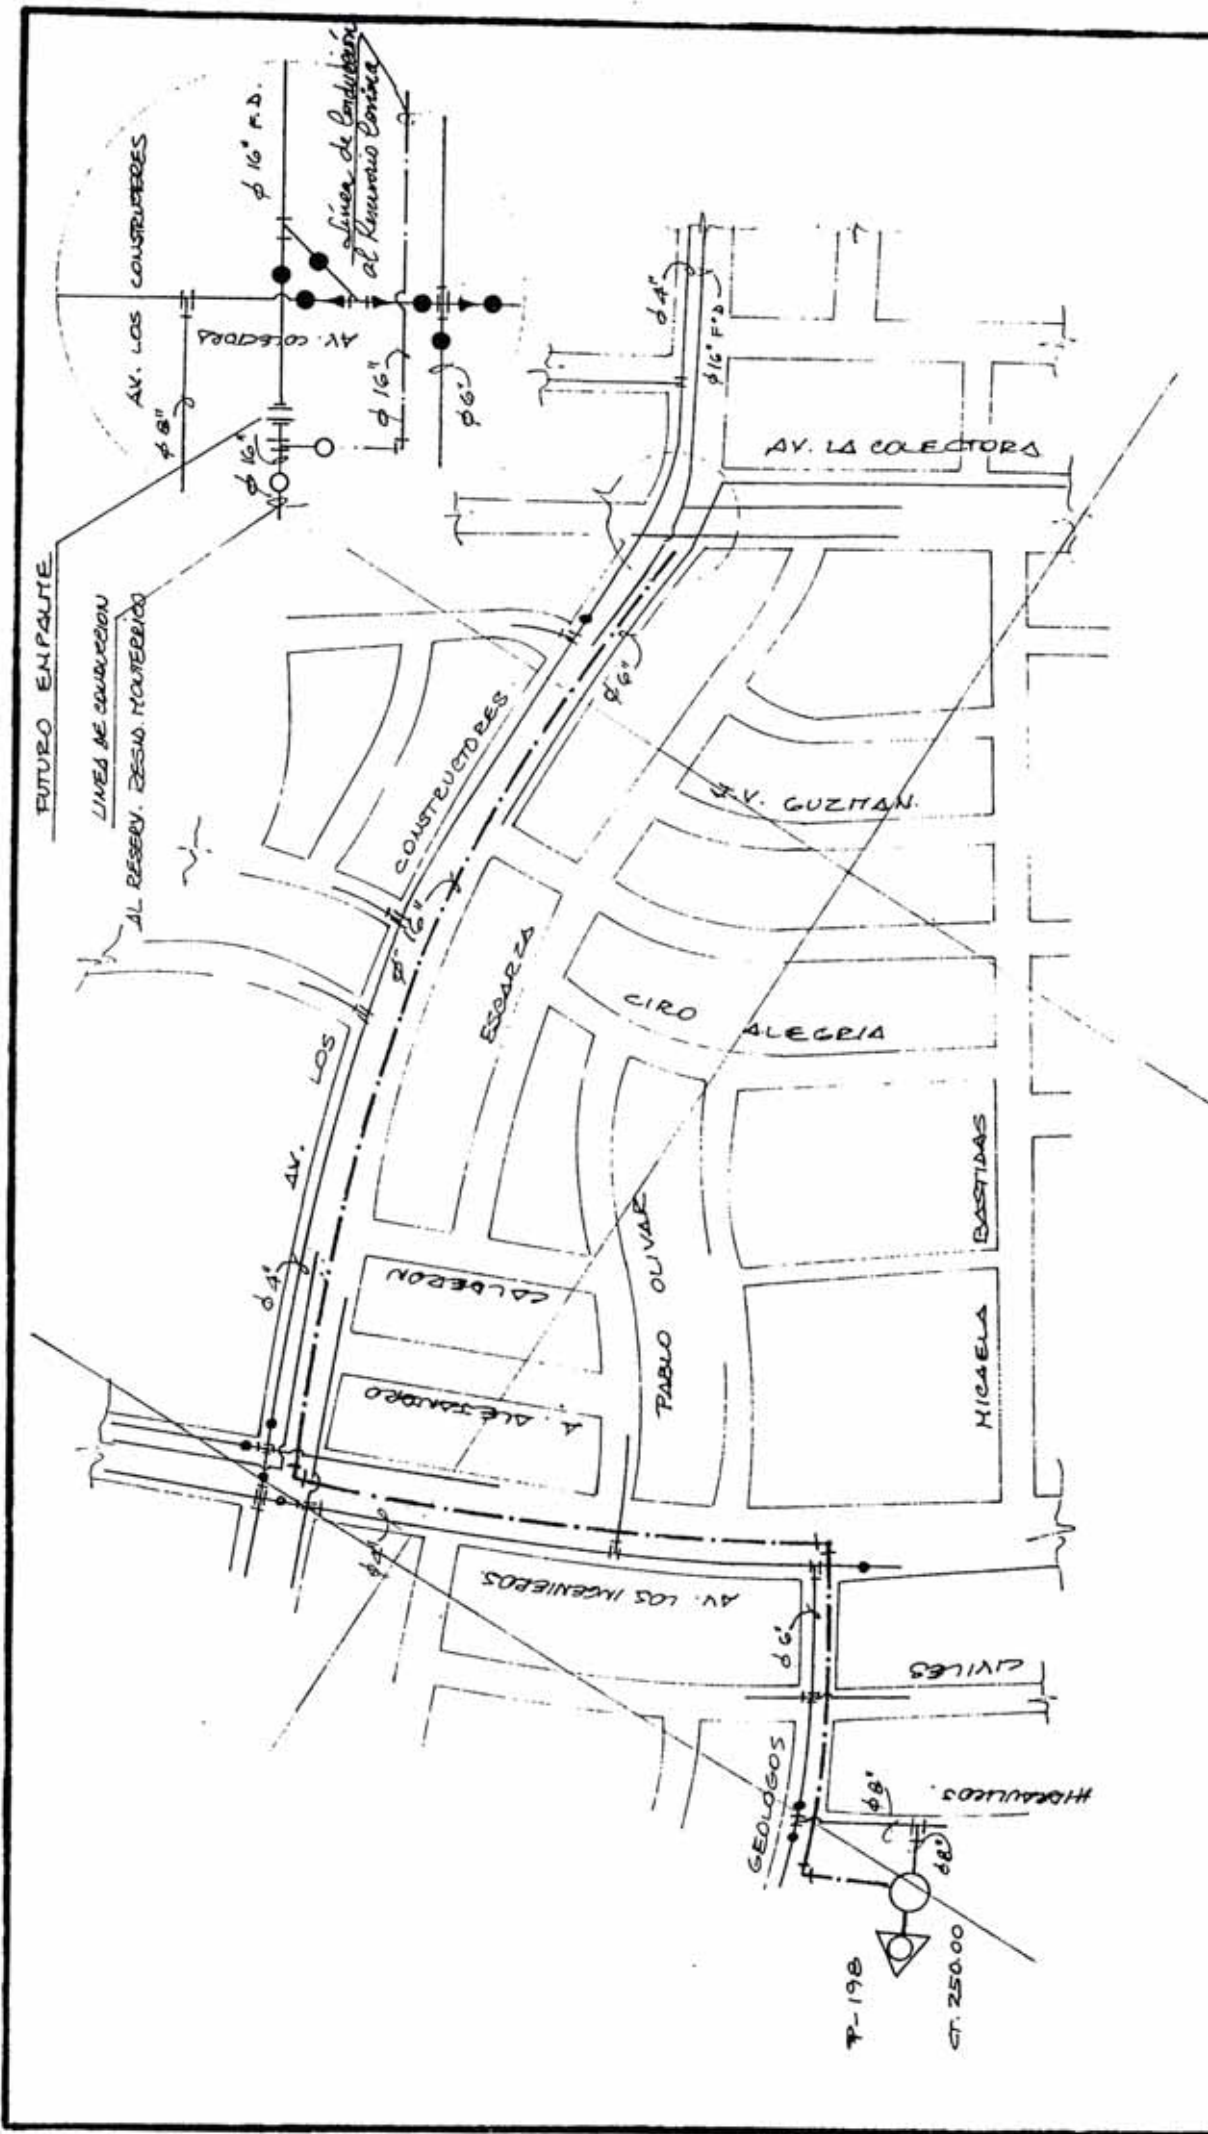 FUTURO EMPALME
LINEA DE CONDUCCION
AL RESERV. RESID. MONTERRICO
AV. LOS CONSTRUCTORES
ø 8"
ø 16"
AV. COLECTORA
ø 16" F.D.
Línea de Conducción
al Reservorio
ø 16"
ø 6"
ø 4"
ø 16" F°D°
AV. LA COLECTORA
AV. LOS CONSTRUCTORES
ø 16"
ø 6"
ø 4"
ESCARZA
GUZMAN.
CIRO ALEGRIA
CALDERON
A. ALEJANDRO
PABLO OLIVAR
MICAELA BASTIDAS
ø 4"
AV. LOS INGENIEROS
ø 6"
CIVILES
GEOLOGOS
HIDRAULICOS.
ø 8"
ø 8"
P-198
CT. 250.00